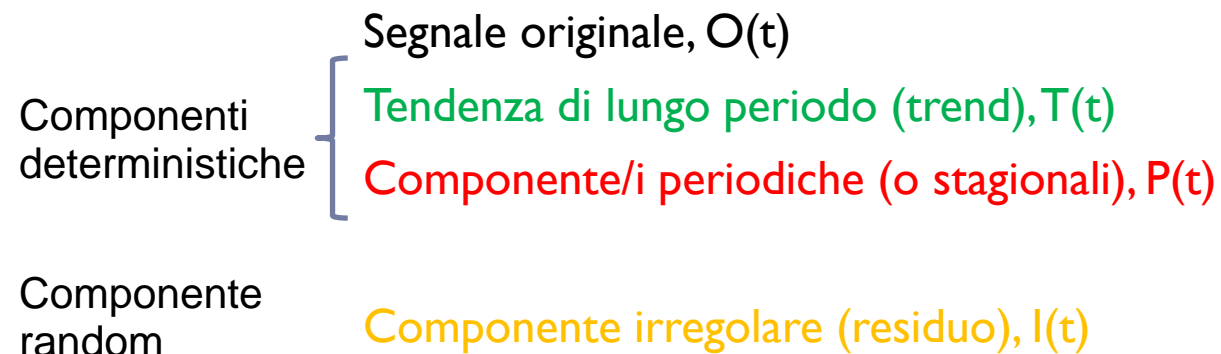 Segnale originale, O(t)
Componenti
deterministiche
Tendenza di lungo periodo (trend), T(t)
Componente/i periodiche (o stagionali), P(t)
Componente
random
Componente irregolare (residuo), I(t)